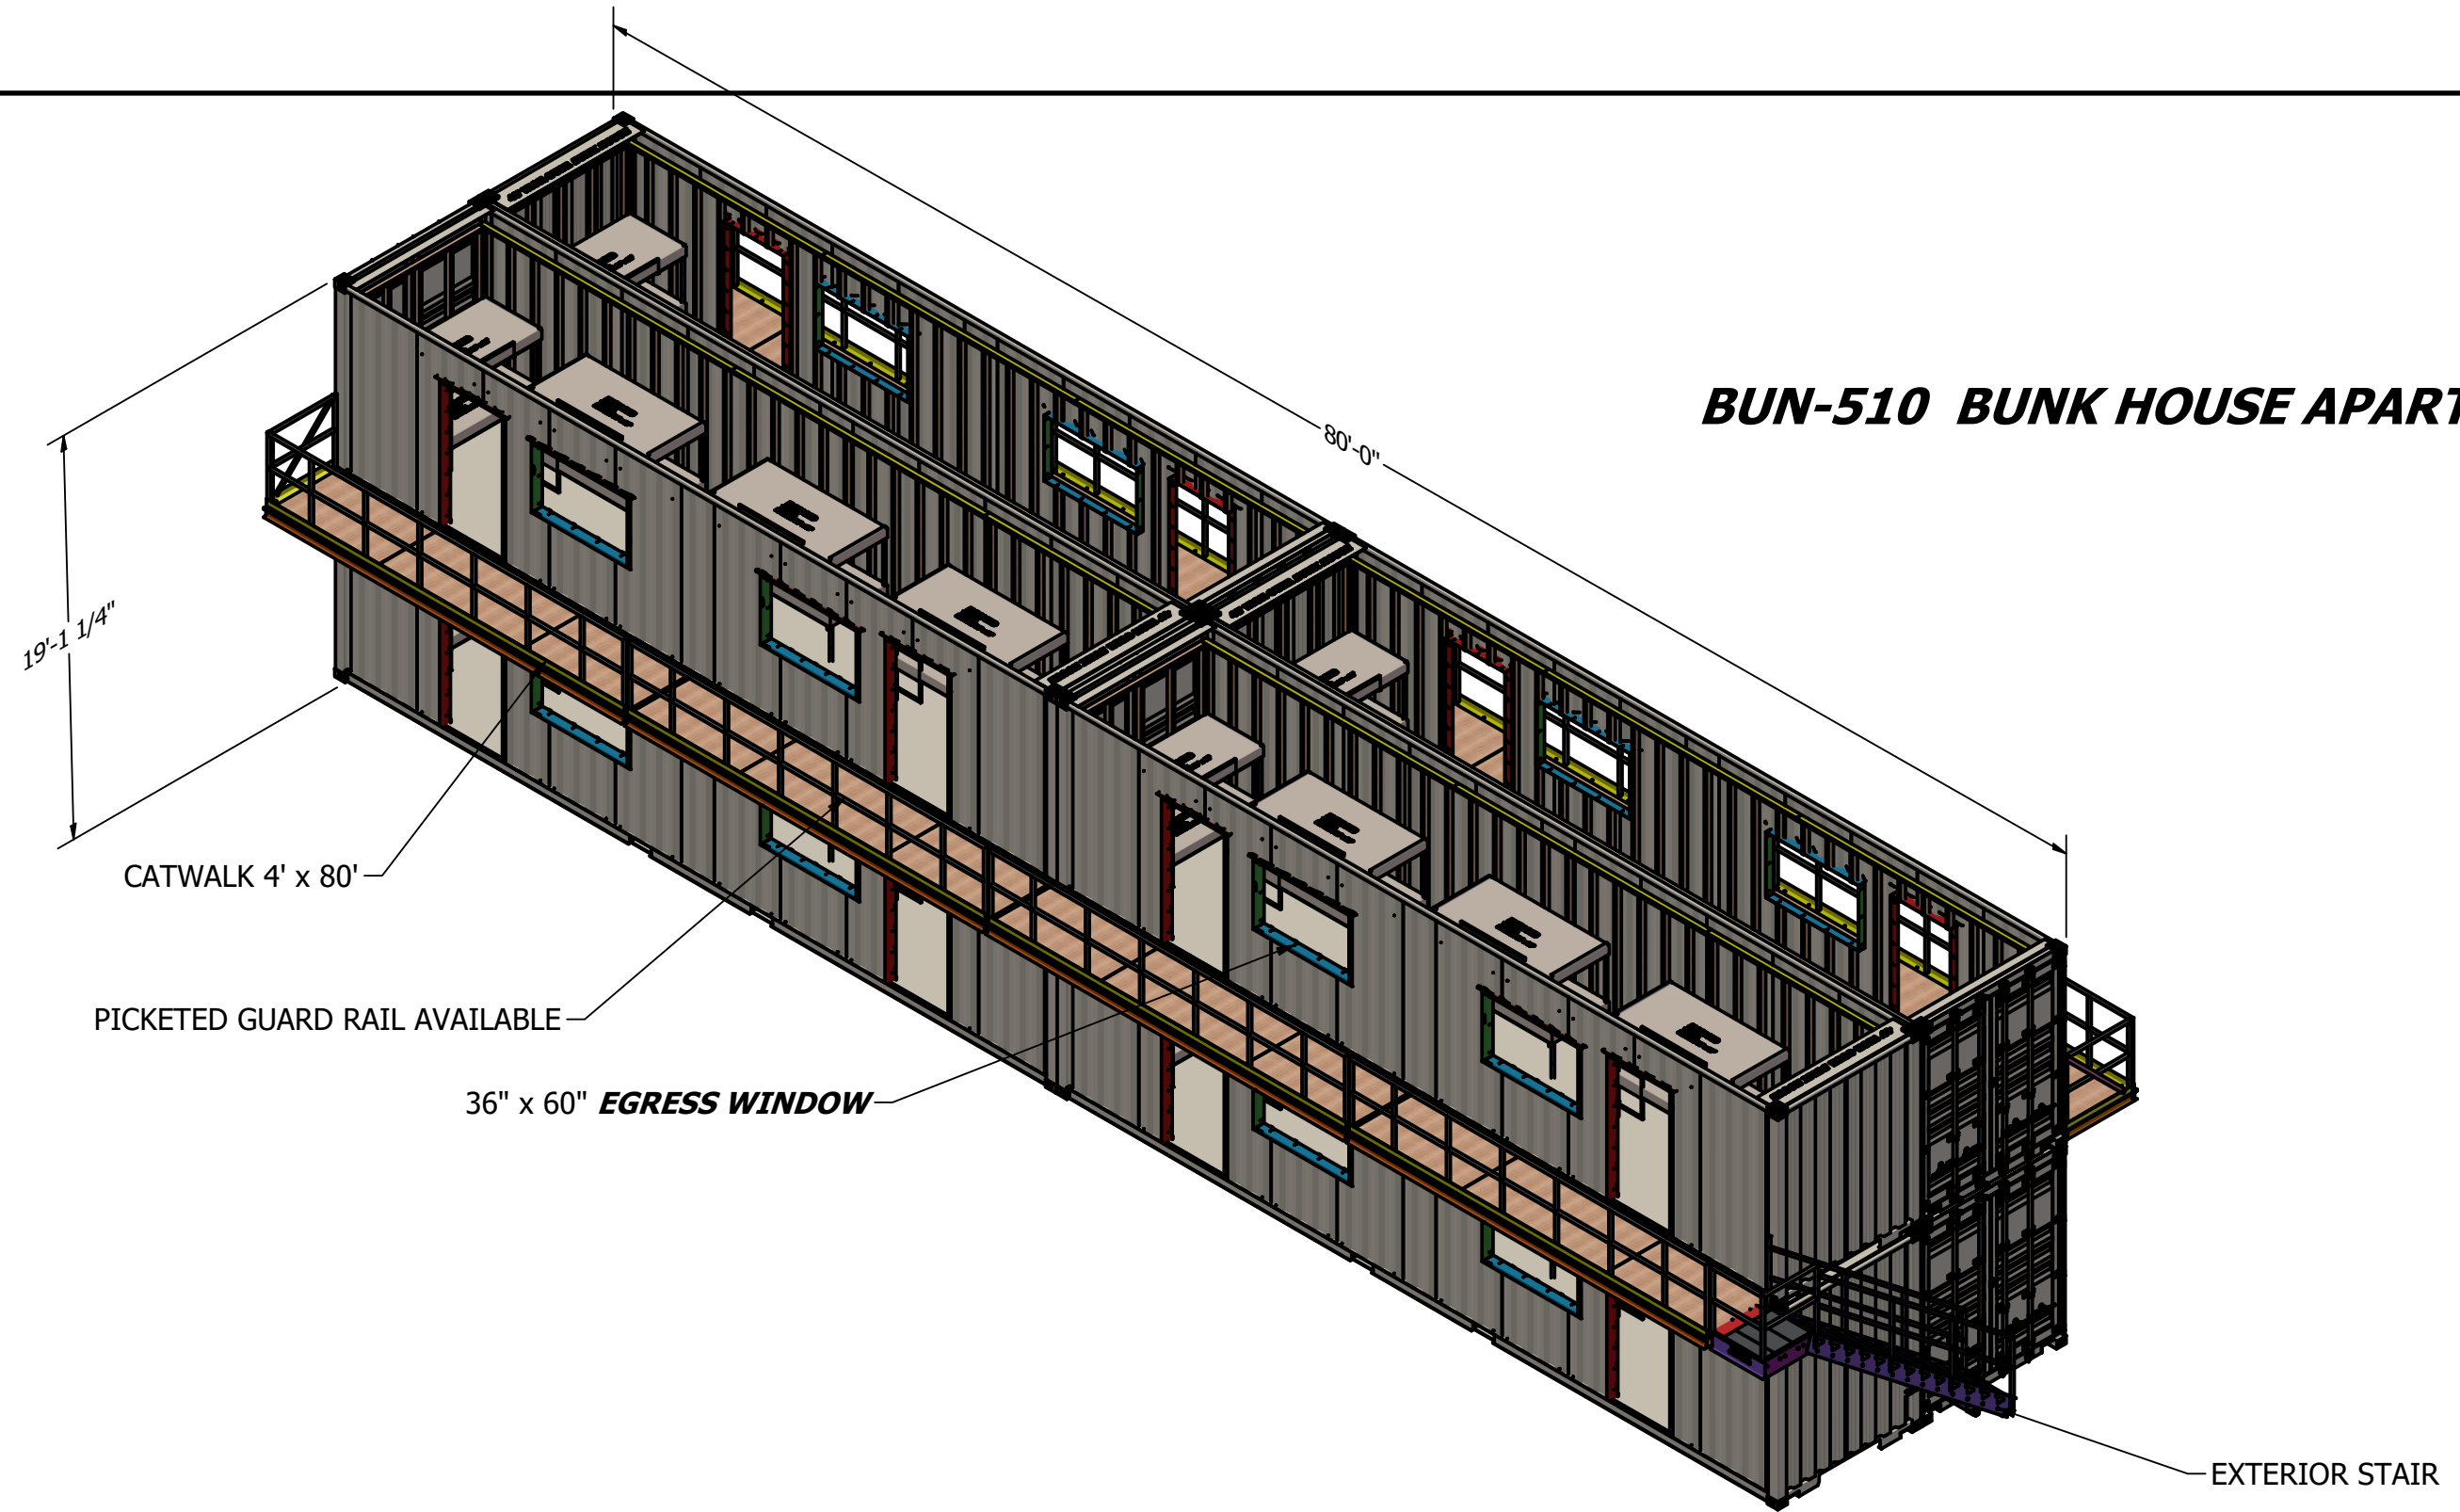 80'-0"
BUN-510 BUNK HOUSE APART
19'-1 1/4"
CATWALK 4' x 80'
PICKETED GUARD RAIL AVAILABLE
36" x 60" EGRESS WINDOW
EXTERIOR STAIR